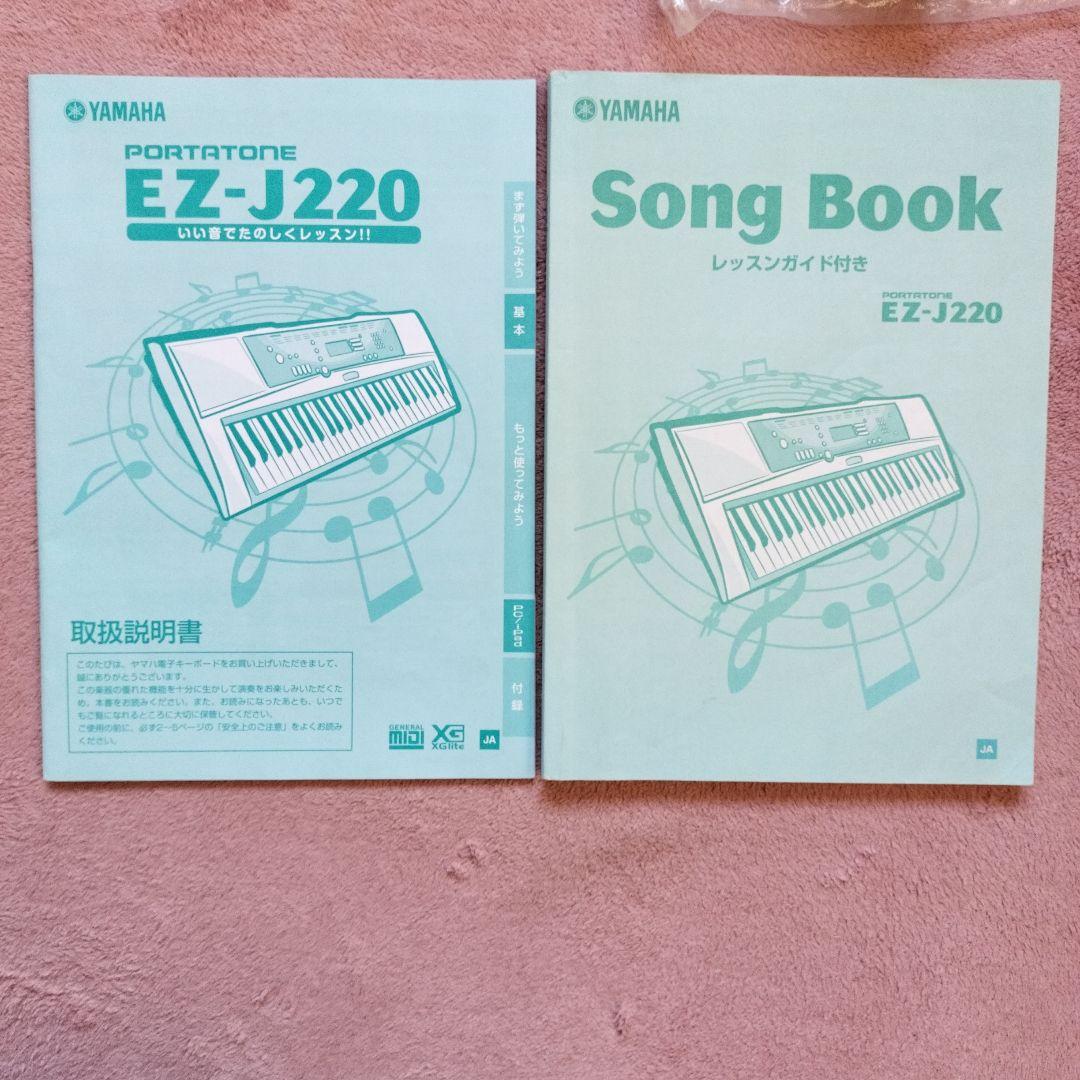 YAMAHA
PORTATONE
EZ-J220
いい音でたのしくレッスン!!
まず弾いてみよう
基本
もっと使ってみよう
PC/iPad
付録
取扱説明書
このたびは、ヤマハ電子キーボードをお買い上げいただきまして、
誠にありがとうございます。
この楽器の優れた機能を十分に生かして演奏をお楽しみいただくた
め、本書をお読みください。また、お読みになったあとも、いつで
もご覧になれるところに大切に保管してください。
ご使用の前に、必ず2〜5ページの「安全上のご注意」をよくお読み
ください。
GENERAL
MIDI
XG
XGlite
JA
YAMAHA
Song Book
レッスンガイド付き
PORTATONE
EZ-J220
JA